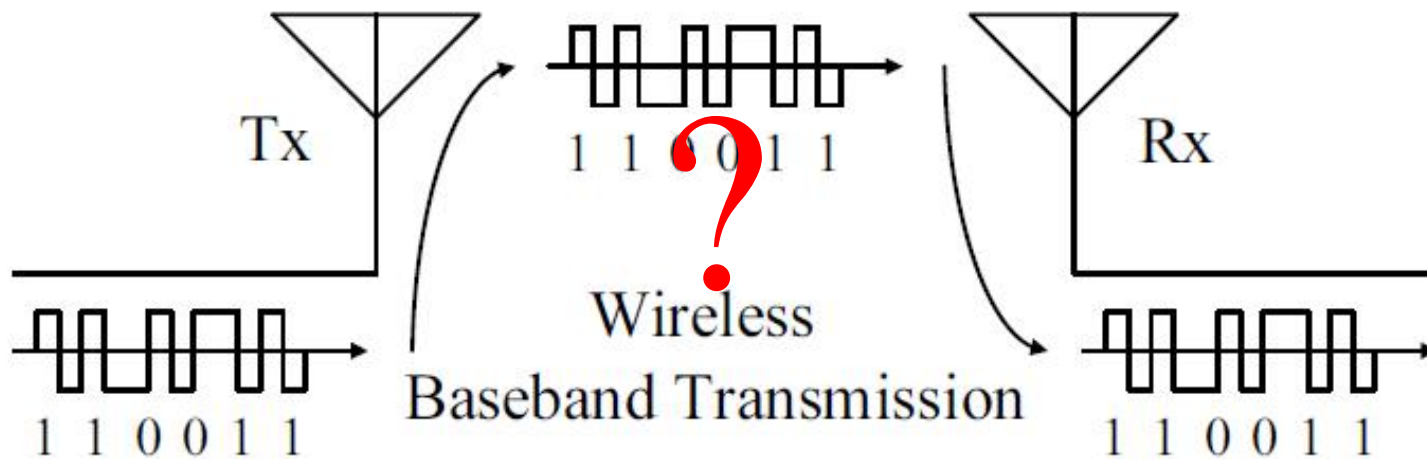 Tx
1 1 0 0 1 1
?
Rx
Wireless
Baseband Transmission
1 1 0 0 1 1
1 1 0 0 1 1